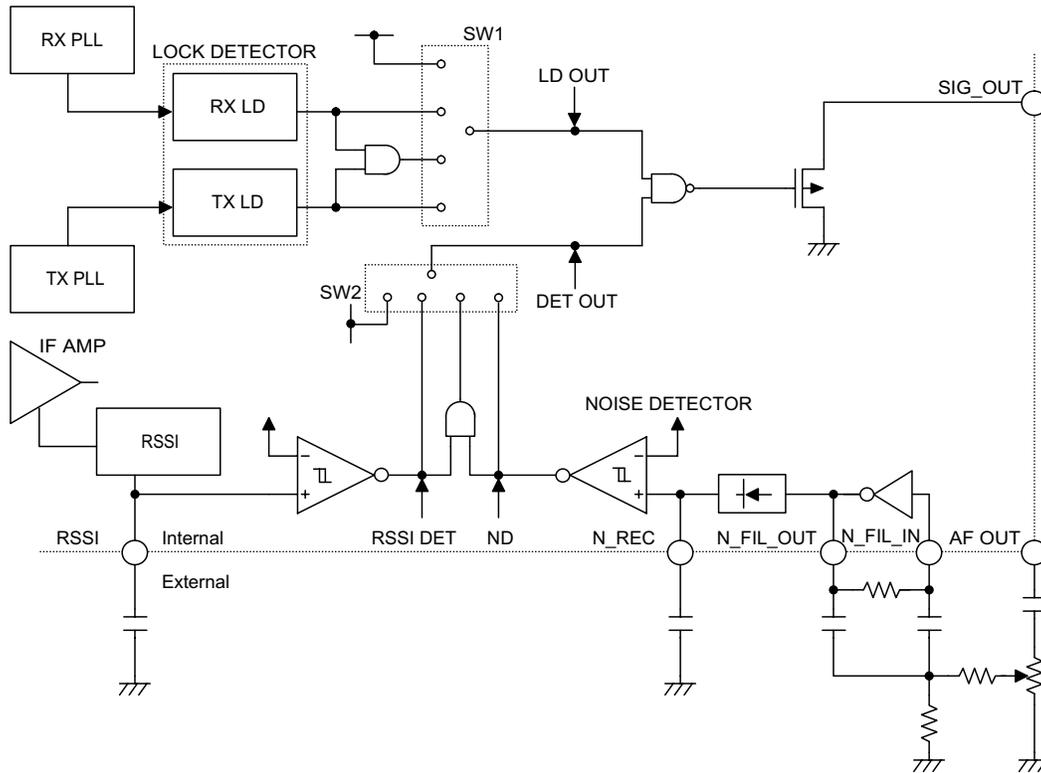 RX PLL
SW1
LOCK DETECTOR
LD OUT
SIG_OUT
RX LD
TX LD
TX PLL
SW2
DET OUT
IF AMP
NOISE DETECTOR
RSSI
RSSI
Internal
RSSI DET
ND
N_REC
N_FIL_OUT
N_FIL_IN
AF OUT
External